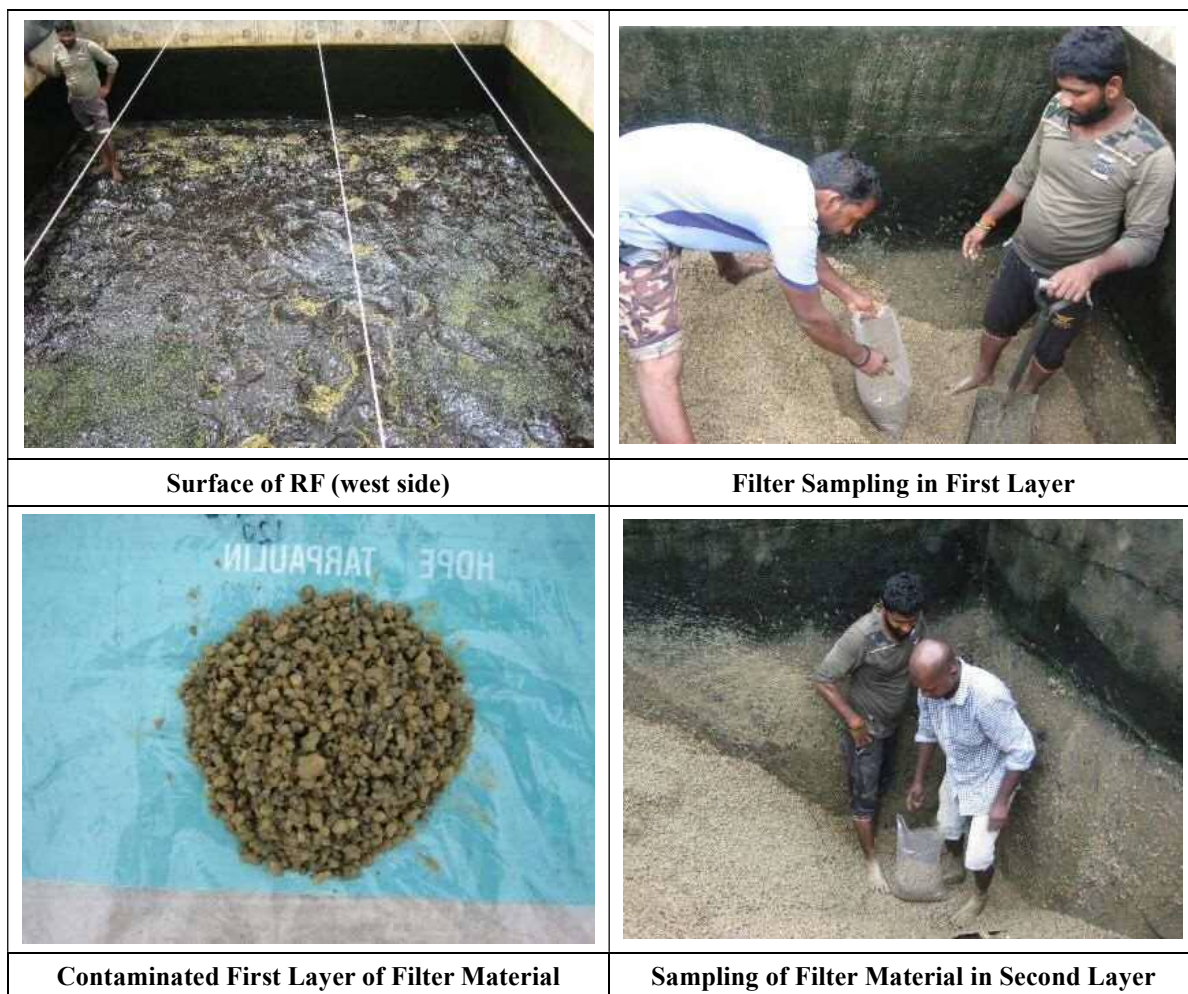 Surface of RF (west side)
Filter Sampling in First Layer
HDPE TARPAULIN
Contaminated First Layer of Filter Material
Sampling of Filter Material in Second Layer